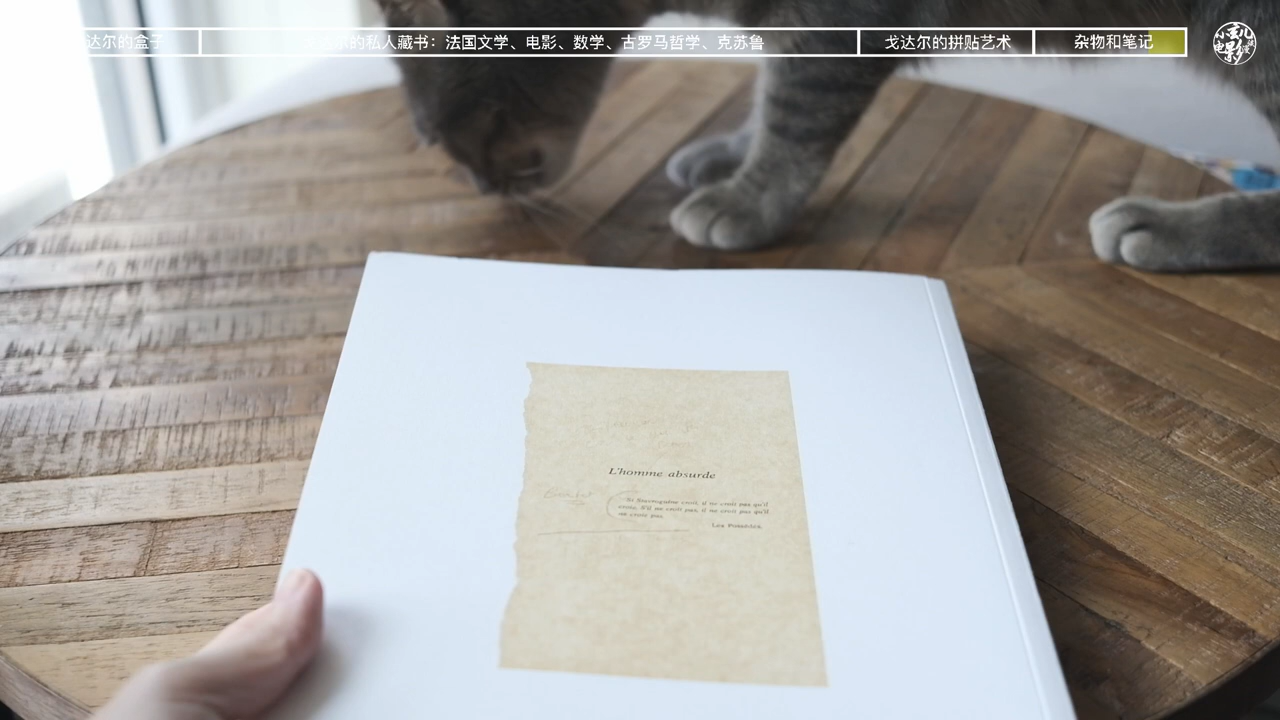 达尔的盒子
达尔的私人藏书：法国文学、电影、数学、古罗马哲学、克苏鲁
戈达尔的拼贴艺术
杂物和笔记
L'homme absurde
Si Stavroguine croit, il ne croit pas qu'il
croie. S'il ne croit pas, il ne croit pas qu'il
ne croie pas.
Les Possédés.